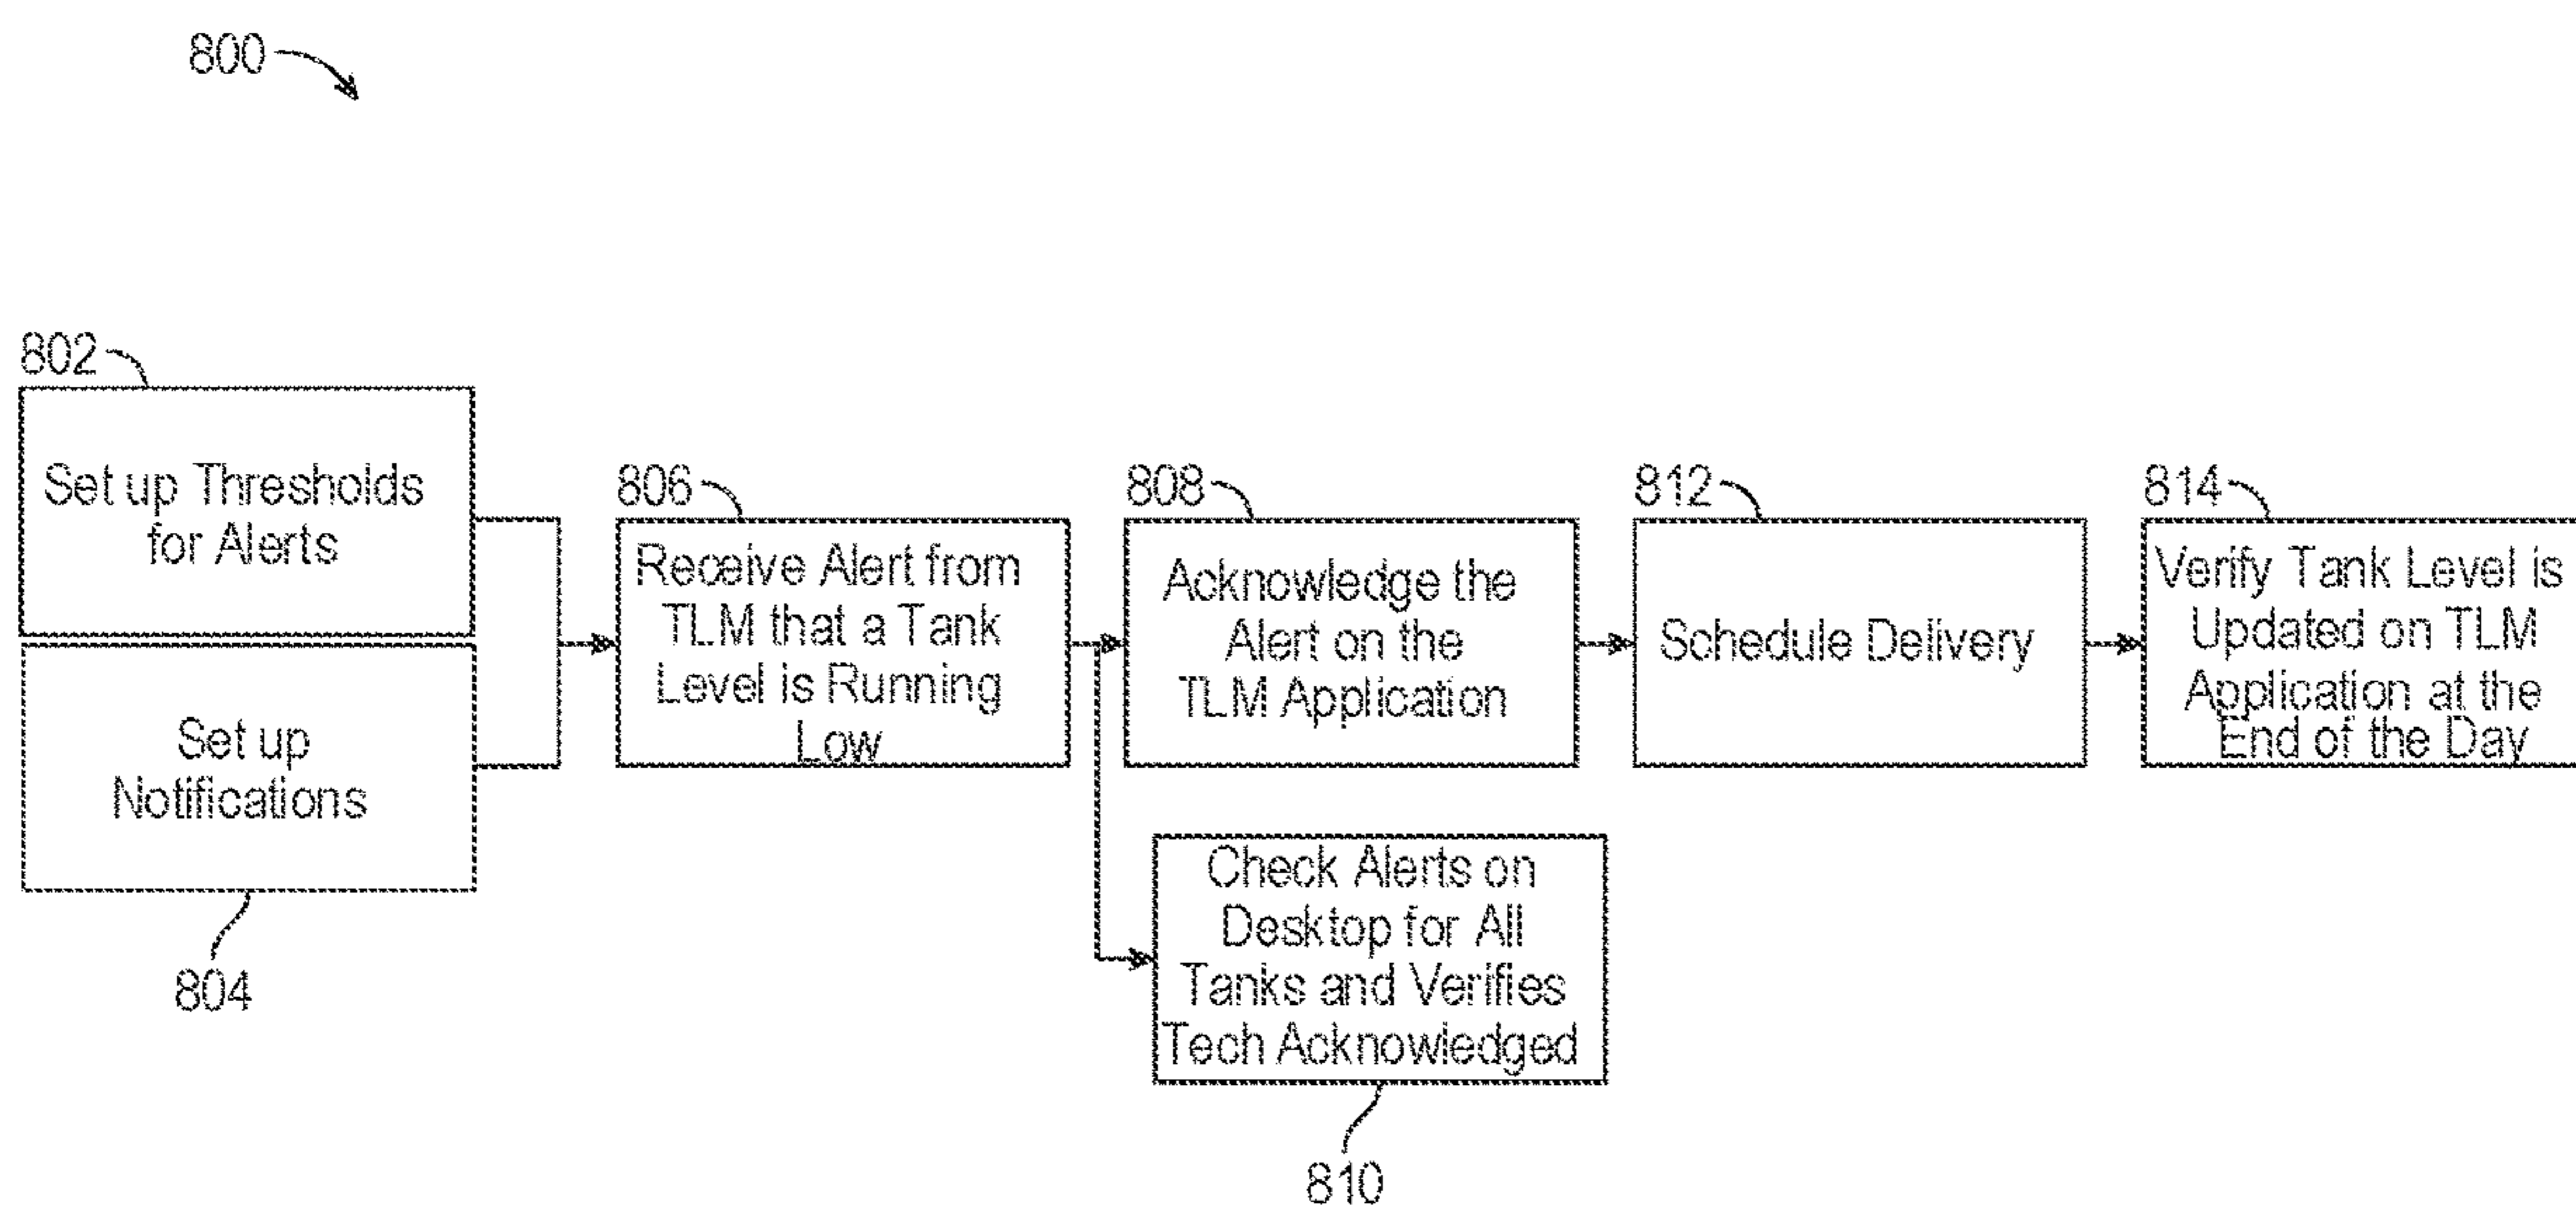 800
802
Set up Thresholds
for Alerts
Set up
Notifications
804
806
Receive Alert from
TLM that a Tank
Level is Running
Low
808
Acknowledge the
Alert on the
TLM Application
Check Alerts on
Desktop for All
Tanks and Verifies
Tech Acknowledged
810
812
Schedule Delivery
814
Verify Tank Level is
Updated on TLM
Application at the
End of the Day